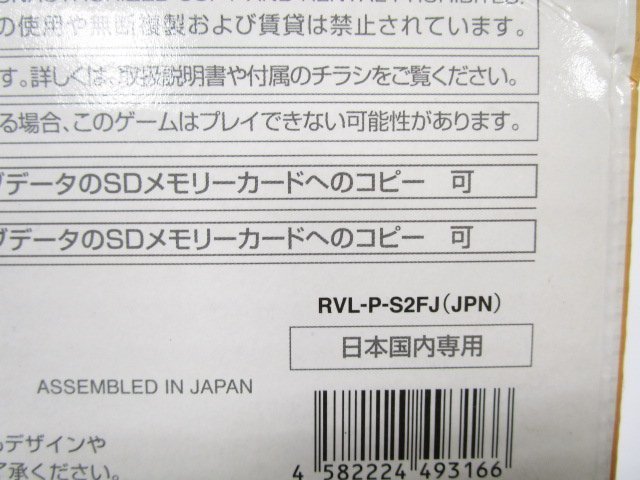 の使用や無断複製および賃貸は禁止されています。
す。詳しくは、取扱説明書や付属のチラシをご覧ください。
る場合、このゲームはプレイできない可能性があります。
ブデータのSDメモリーカードへのコピー 可
ブデータのSDメモリーカードへのコピー 可
RVL-P-S2FJ(JPN)
日本国内専用
ASSEMBLED IN JAPAN
もデザインや
了承ください。
4 582224 493166